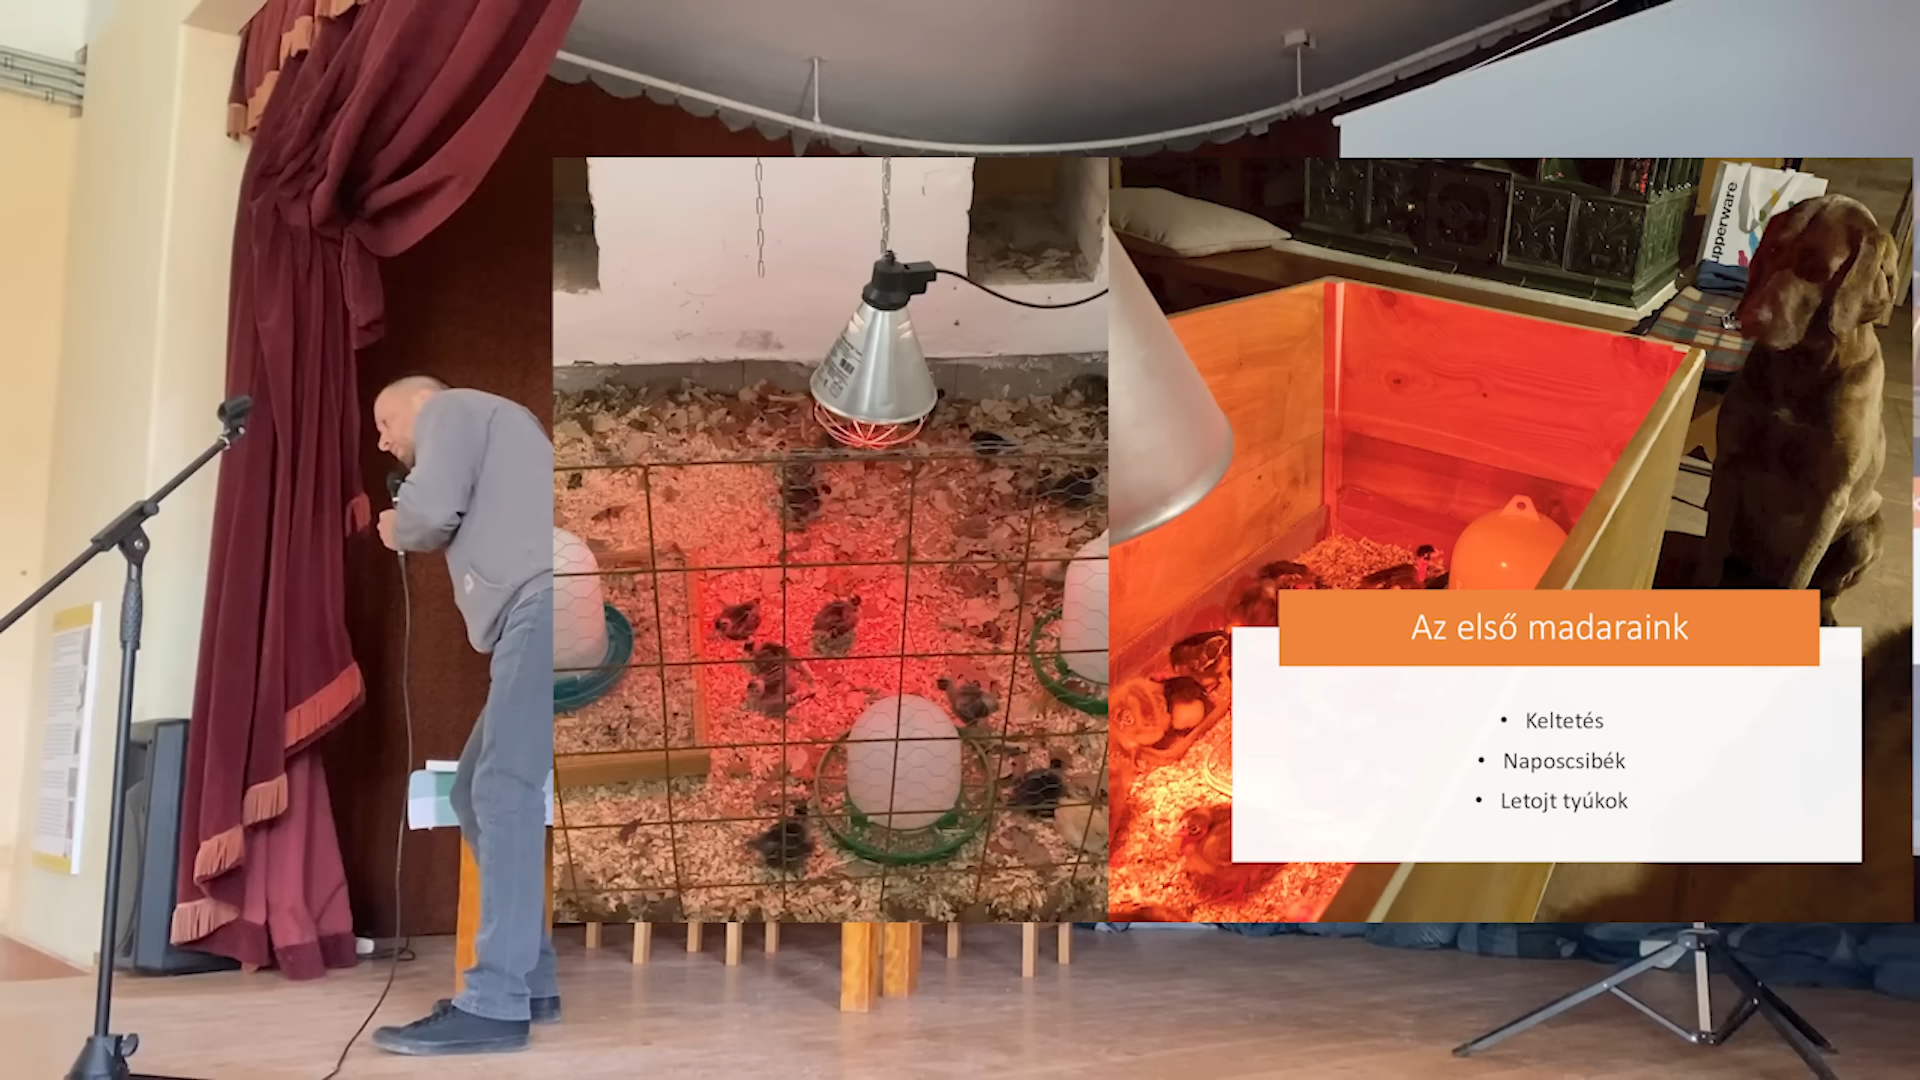 upperware
Az első madaraink
• Keltetés
• Naposcsibék
• Letojt tyúkok